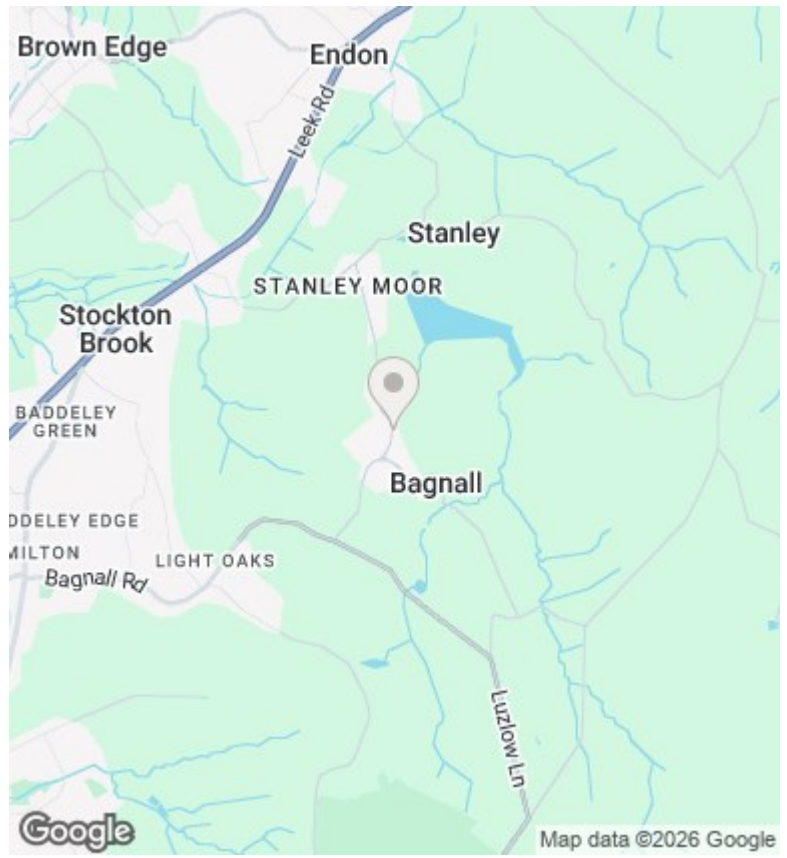 Brown Edge
Endon
Leek Rd
Stanley
STANLEY MOOR
Stockton
Brook
BADDELEY
GREEN
Bagnall
DDELEY EDGE
MILTON
LIGHT OAKS
Bagnall Rd
Luzlow Ln
Google
Map data ©2026 Google